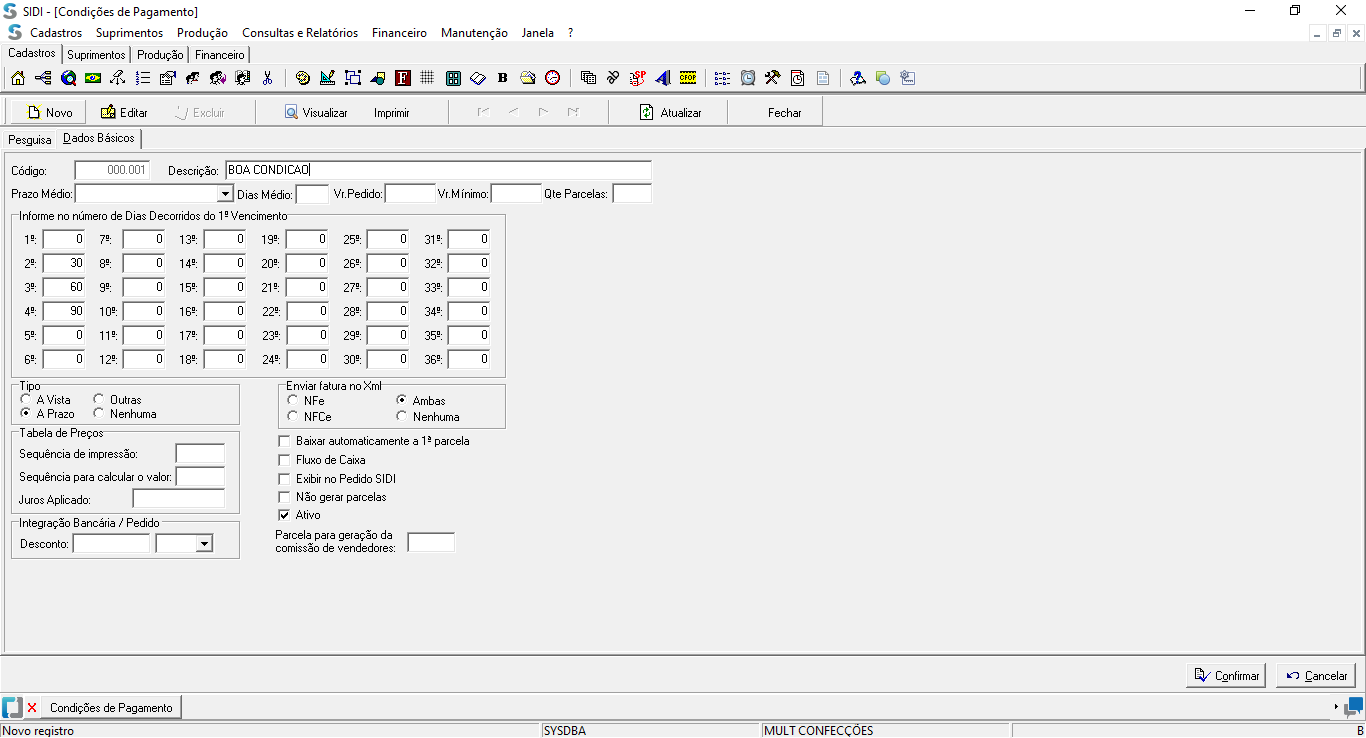 SIDI - [Condições de Pagamento]
Cadastros Suprimentos Produção Consultas e Relatórios Financeiro Manutenção Janela ?
Cadastros Suprimentos Produção Financeiro
F B SP CFOP
Novo Editar Excluir Visualizar Imprimir Atualizar Fechar
Pesquisa Dados Básicos
Código: 000.001 Descrição: BOA CONDICAO
Prazo Médio: Dias Médio: Vr.Pedido: Vr.Mínimo: Qte Parcelas:
Informe no número de Dias Decorridos do 1º Vencimento
1º: 0 7º: 0 13º: 0 19º: 0 25º: 0 31º: 0
2º: 30 8º: 0 14º: 0 20º: 0 26º: 0 32º: 0
3º: 60 9º: 0 15º: 0 21º: 0 27º: 0 33º: 0
4º: 90 10º: 0 16º: 0 22º: 0 28º: 0 34º: 0
5º: 0 11º: 0 17º: 0 23º: 0 29º: 0 35º: 0
6º: 0 12º: 0 18º: 0 24º: 0 30º: 0 36º: 0
Tipo
A Vista Outras
A Prazo Nenhuma
Enviar fatura no Xml
NFe Ambas
NFCe Nenhuma
Tabela de Preços
Sequência de impressão:
Sequência para calcular o valor:
Juros Aplicado:
Baixar automaticamente a 1ª parcela
Fluxo de Caixa
Exibir no Pedido SIDI
Não gerar parcelas
Ativo
Integração Bancária / Pedido
Desconto:
Parcela para geração da
comissão de vendedores:
Confirmar Cancelar
Condições de Pagamento
Novo registro SYSDBA MULT CONFECÇÕES B